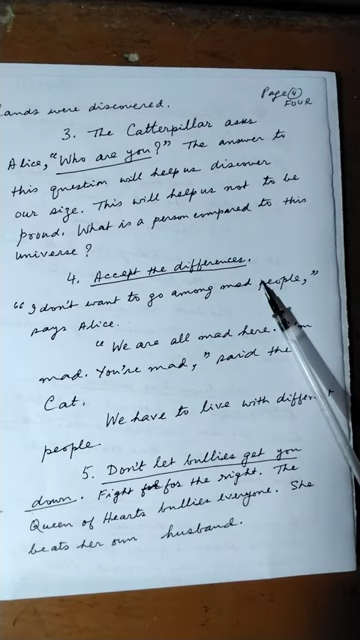 Page (4)
FOUR
lands were discovered.
3. The Catterpillar asks
Alice, "Who are you?" The answer to
this question will help us discover
our size. This will help us not to be
proud. What is a person compared to this
universe?
4. Accept the differences.
"I don't want to go among mad people,"
says Alice.
"We are all mad here.
mad. You're mad," said the
Cat.
We have to live with different
people.
5. Don't let bullies get you
down. Fight for the right. The
Queen of Hearts bullies everyone. She
beats her own husband.